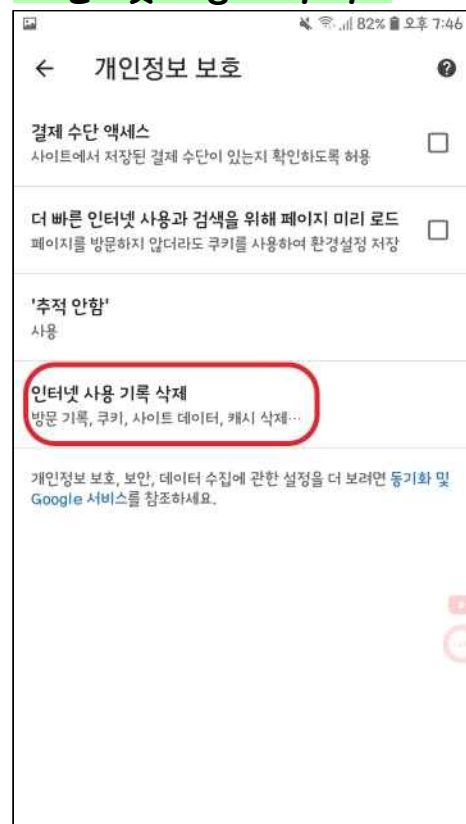 82% 오후 7:46
개인정보 보호
결제 수단 액세스
사이트에서 저장된 결제 수단이 있는지 확인하도록 허용
더 빠른 인터넷 사용과 검색을 위해 페이지 미리 로드
페이지를 방문하지 않더라도 쿠키를 사용하여 환경설정 저장
'추적 안함'
사용
인터넷 사용 기록 삭제
방문 기록, 쿠키, 사이트 데이터, 캐시 삭제…
개인정보 보호, 보안, 데이터 수집에 관한 설정을 더 보려면 동기화 및
Google 서비스를 참조하세요.